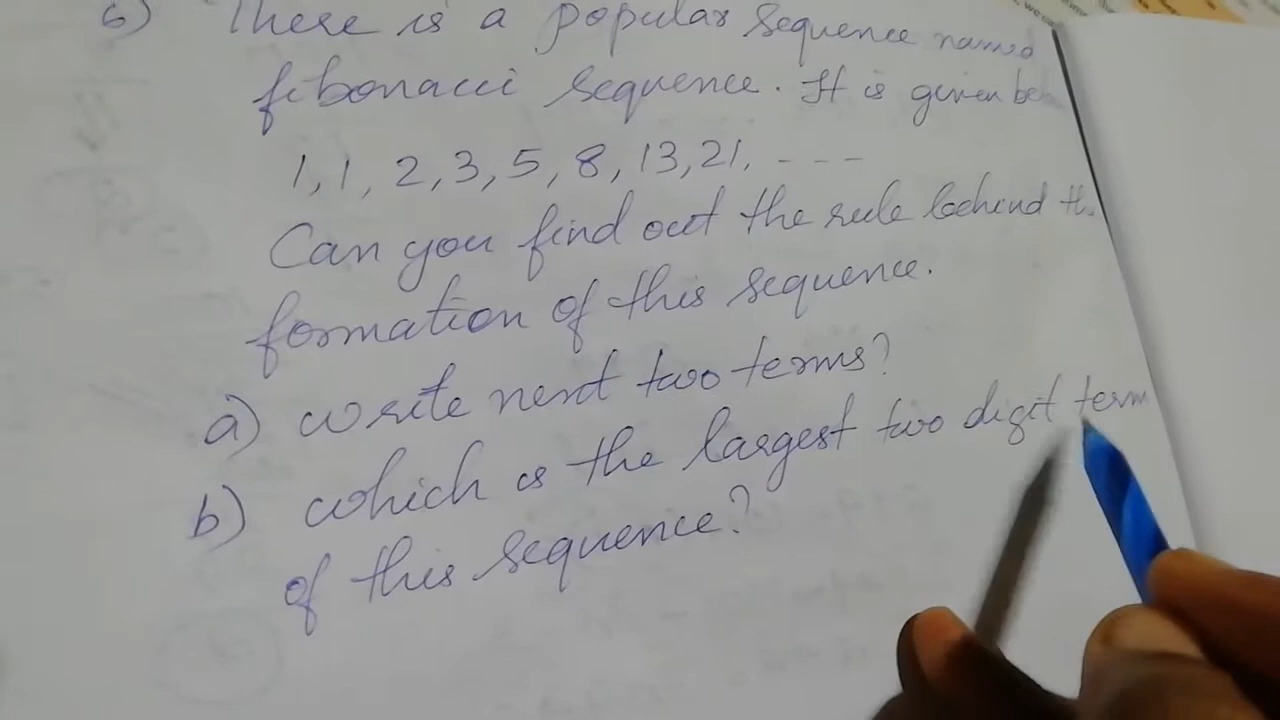 6) There is a popular sequence named
fibonacci sequence. It is given
1, 1, 2, 3, 5, 8, 13, 21, ---
Can you find out the rule behind
formation of this sequence.
a) write next two terms?
b) which is the largest two digit term
of this sequence?